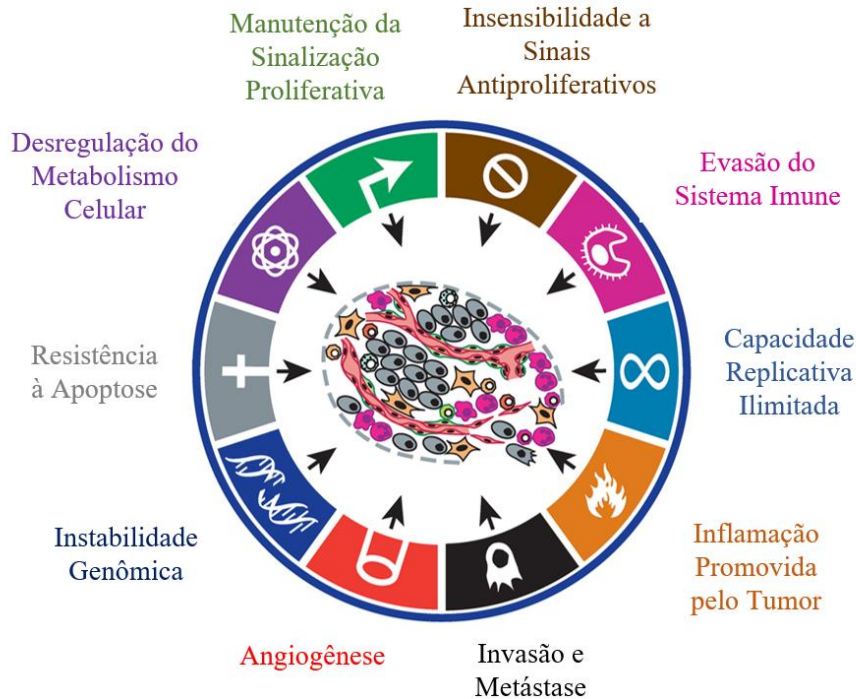 Manutenção da
Sinalização
Proliferativa
Insensibilidade a
Sinais
Antiproliferativos
Desregulação do
Metabolismo
Celular
Evasão do
Sistema Imune
Resistência
à Apoptose
Capacidade
Replicativa
Ilimitada
Instabilidade
Genômica
Inflamação
Promovida
pelo Tumor
Angiogênese
Invasão e
Metástase